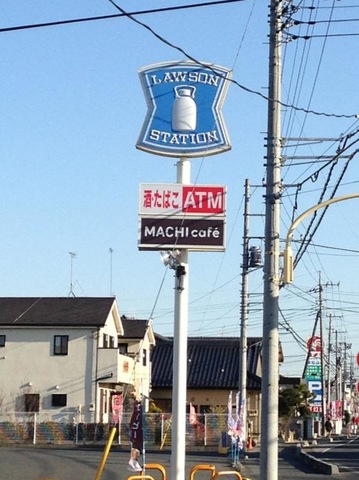 LAWSON
STATION
酒・たばこ ATM
MACHI café
P